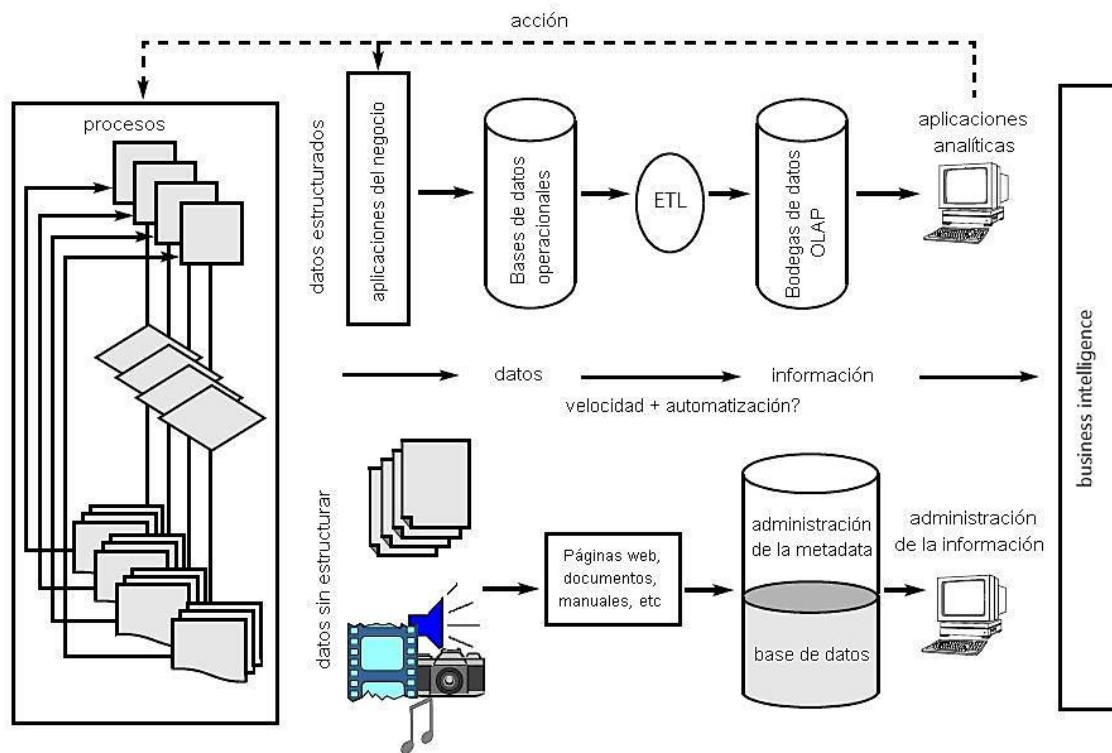 acción
procesos
datos estructurados
aplicaciones del negocio
Bases de datos
operacionales
ETL
Bodegas de datos
OLAP
aplicaciones
analíticas
datos
información
velocidad + automatización?
business intelligence
datos sin estructurar
Páginas web,
documentos,
manuales, etc
administración
de la metadata
base de datos
administración
de la información